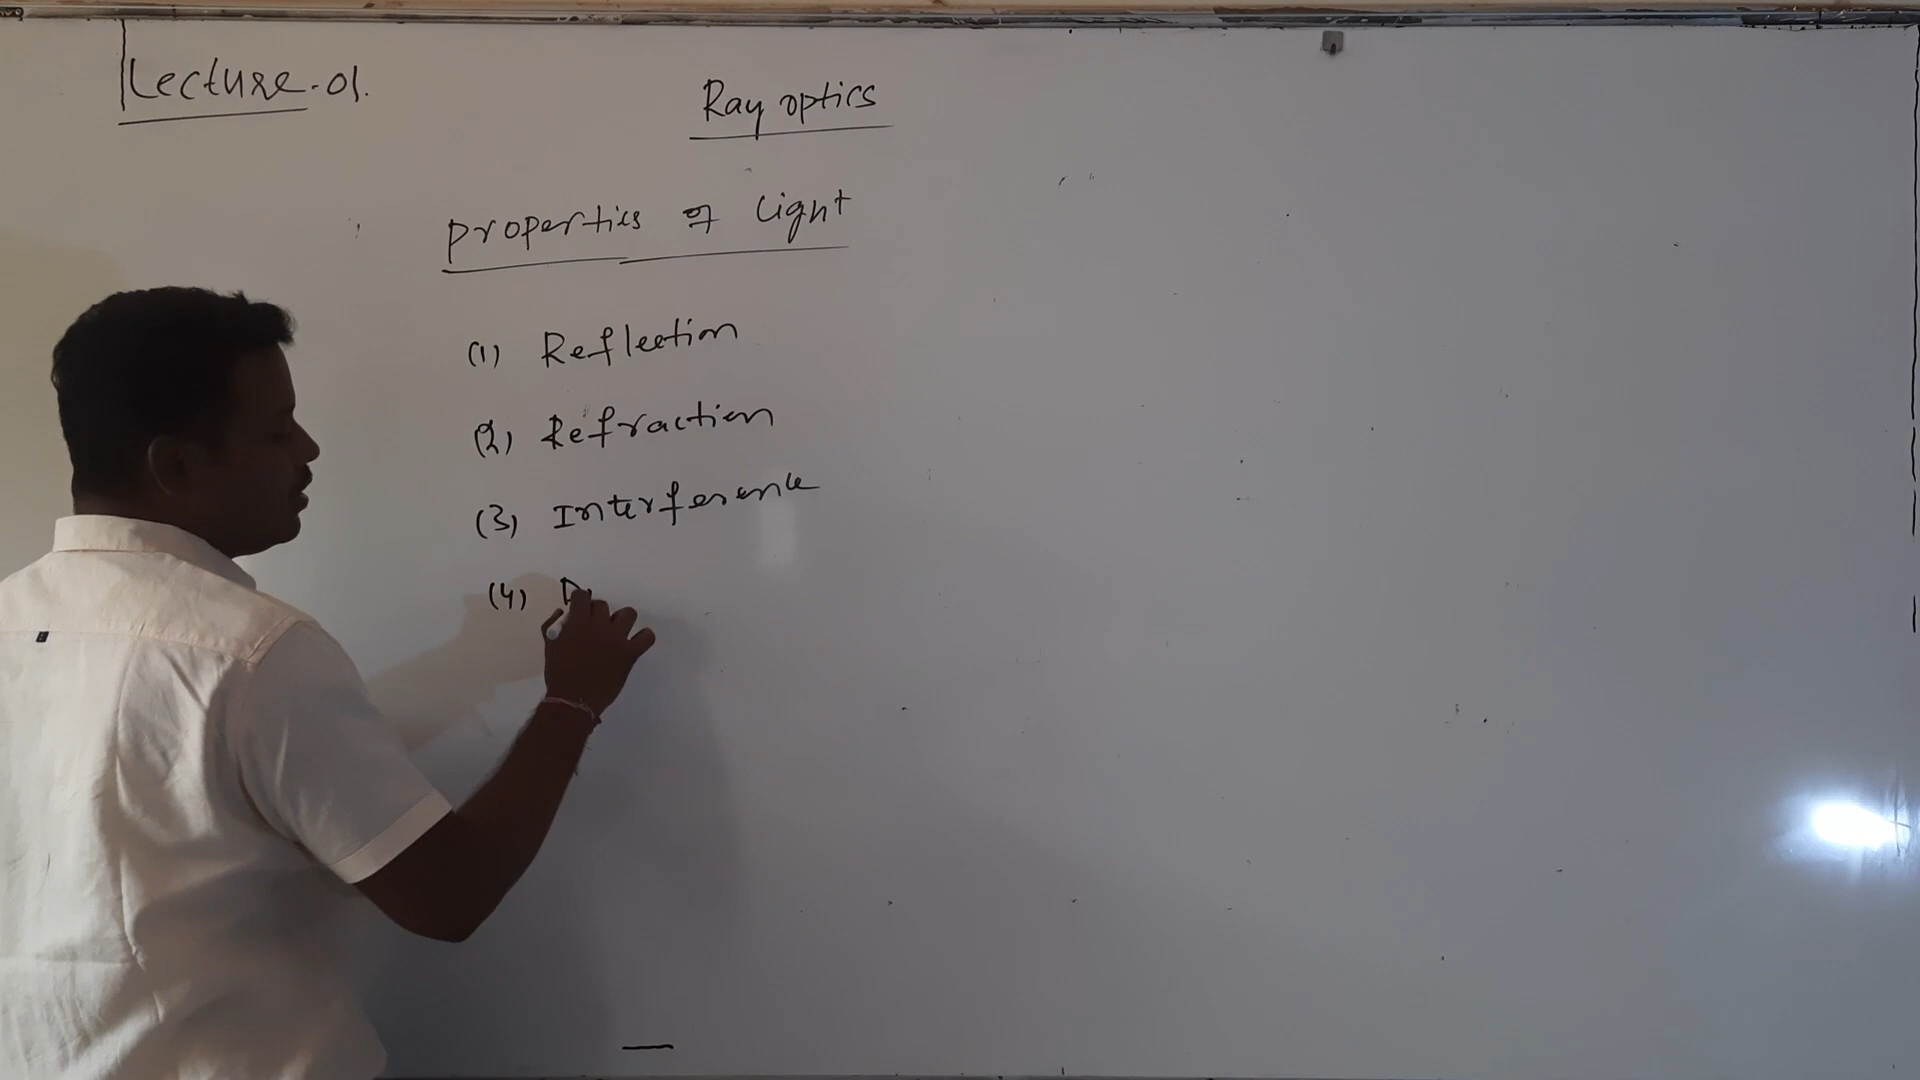 Lecture-01.
Ray optics
properties of light
(1) Reflection
(2) Refraction
(3) Interference
(4) D